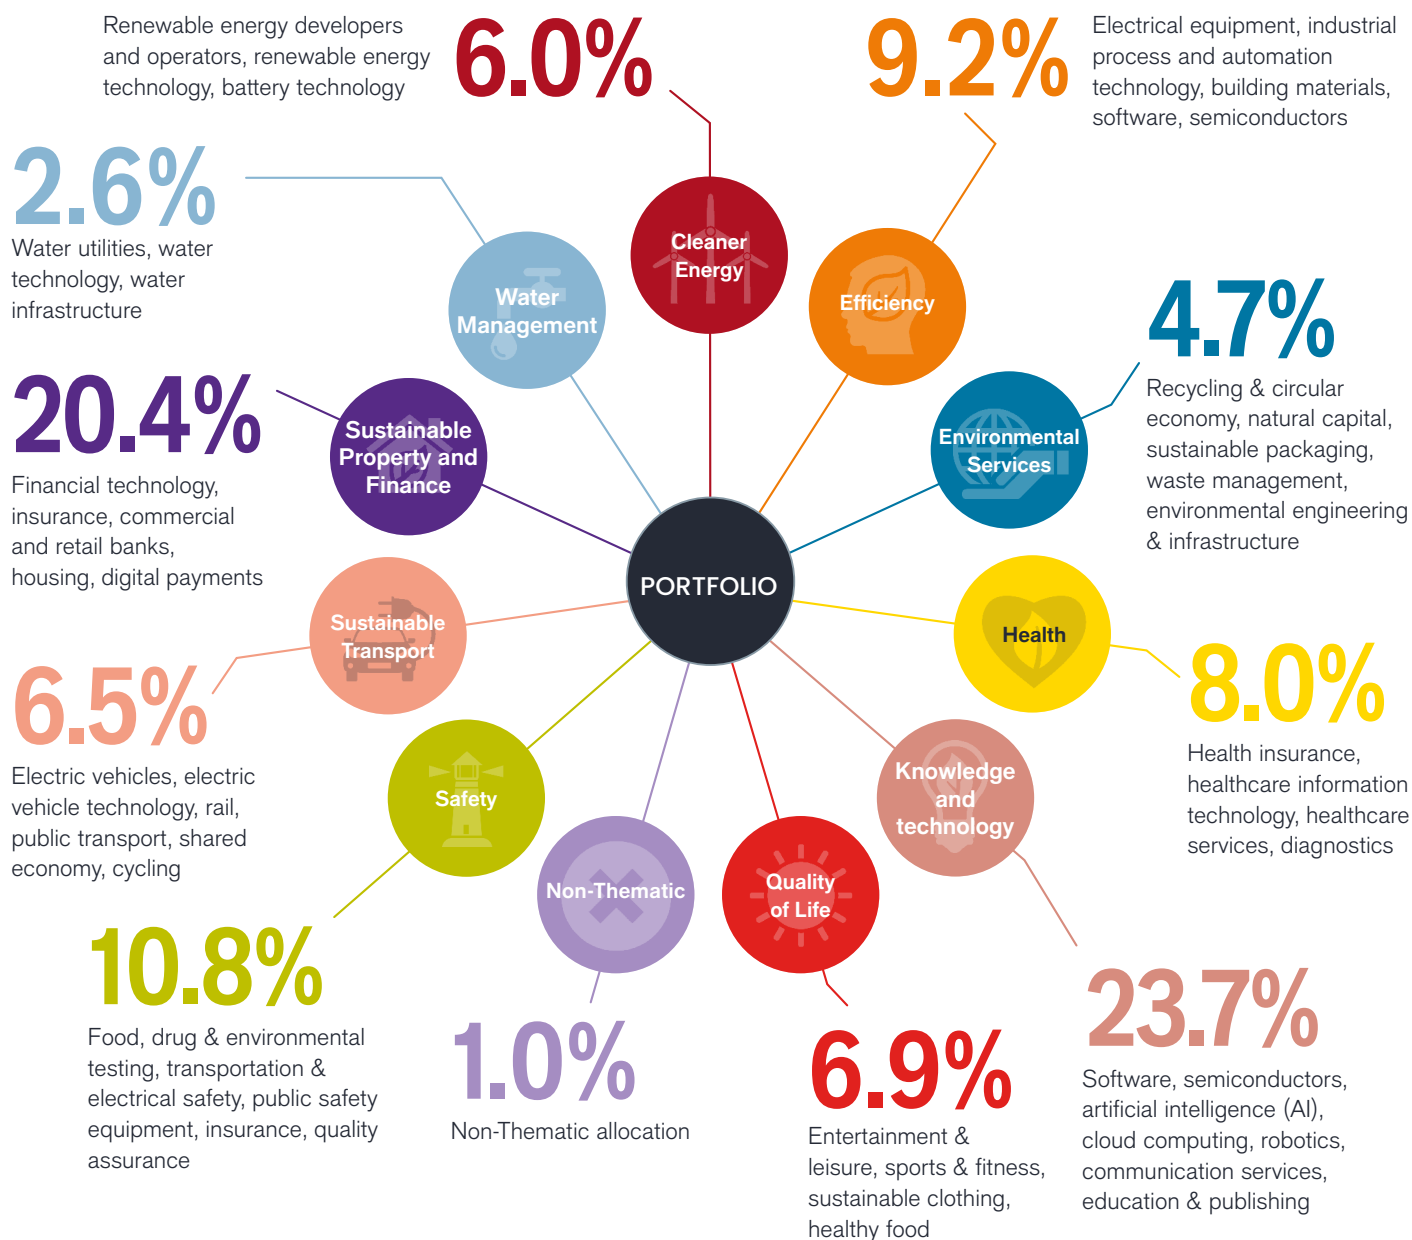 Renewable energy developers
and operators, renewable energy
technology, battery technology
6.0%
9.2%
Electrical equipment, industrial
process and automation
technology, building materials,
software, semiconductors
2.6%
Water utilities, water
technology, water
infrastructure
Cleaner
Energy
Water
Management
Efficiency
4.7%
Recycling & circular
economy, natural capital,
sustainable packaging,
waste management,
environmental engineering
& infrastructure
20.4%
Financial technology,
insurance, commercial
and retail banks,
housing, digital payments
Sustainable
Property and
Finance
Environmental
Services
PORTFOLIO
Sustainable
Transport
Health
6.5%
Electric vehicles, electric
vehicle technology, rail,
public transport, shared
economy, cycling
8.0%
Health insurance,
healthcare information
technology, healthcare
services, diagnostics
Safety
Knowledge
and
technology
Non-Thematic
Quality
of Life
10.8%
Food, drug & environmental
testing, transportation &
electrical safety, public safety
equipment, insurance, quality
assurance
1.0%
Non-Thematic allocation
6.9%
Entertainment &
leisure, sports & fitness,
sustainable clothing,
healthy food
23.7%
Software, semiconductors,
artificial intelligence (AI),
cloud computing, robotics,
communication services,
education & publishing